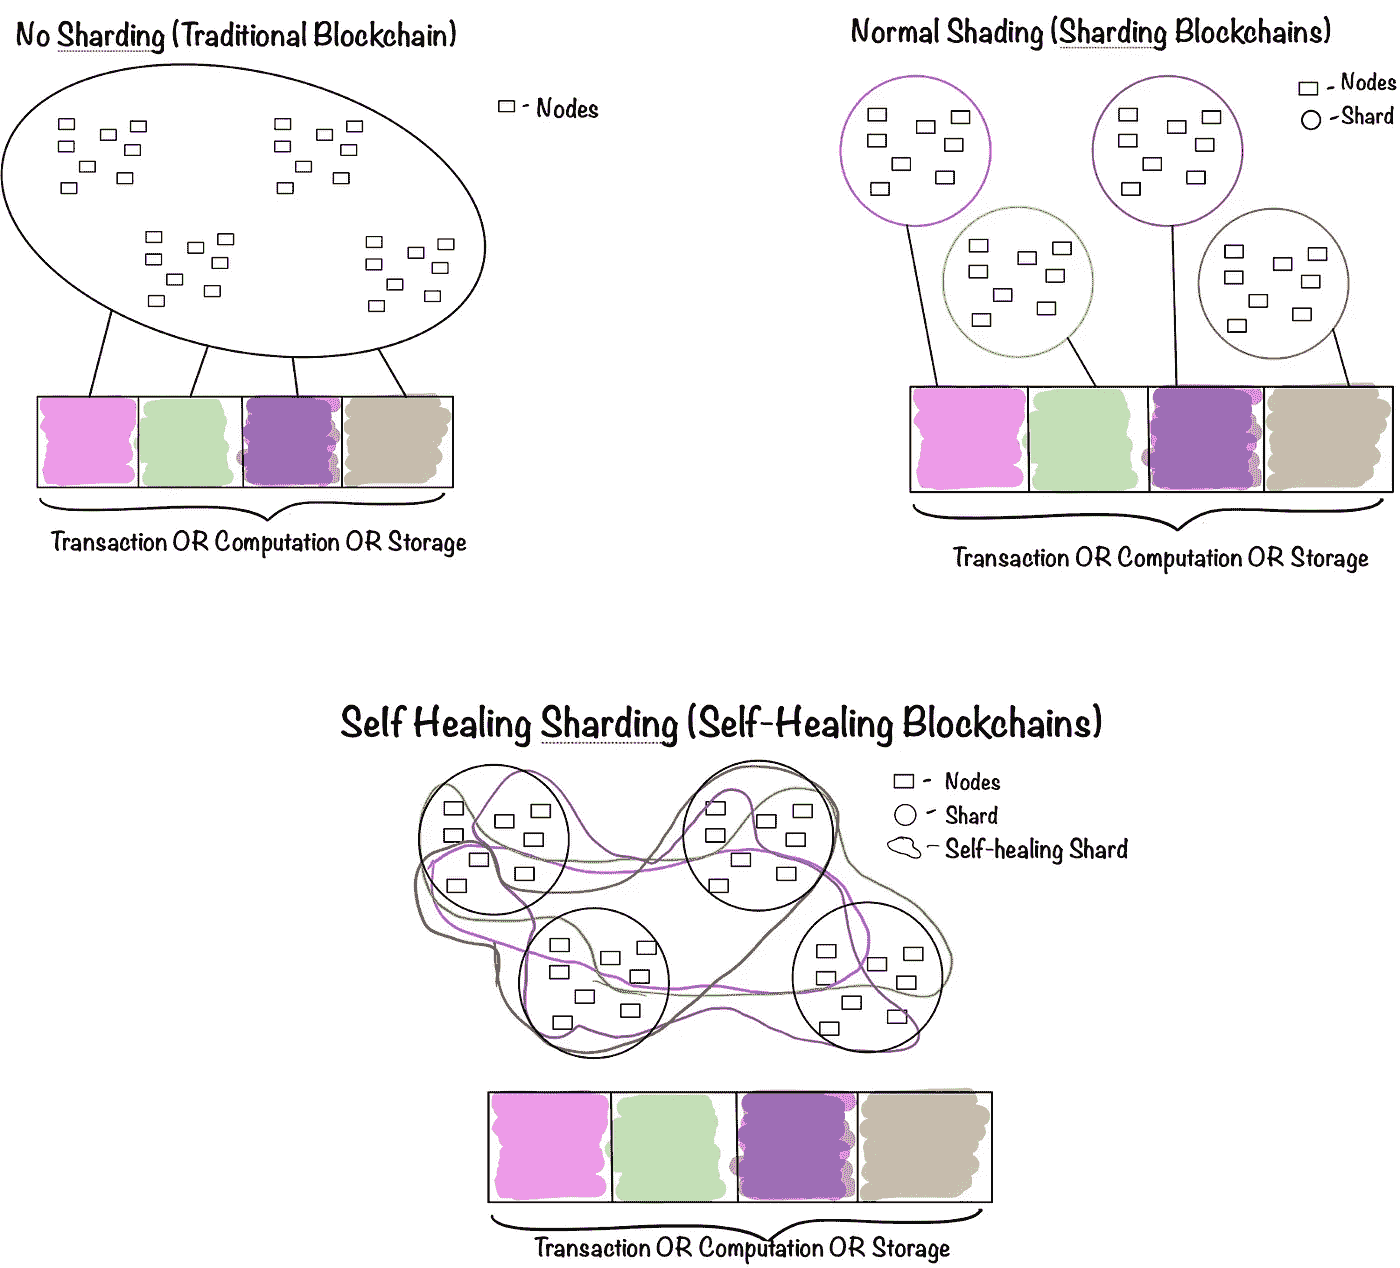 No Sharding (Traditional Blockchain)
- Nodes
Transaction OR Computation OR Storage
Normal Shading (Sharding Blockchains)
- Nodes
- Shard
Transaction OR Computation OR Storage
Self Healing Sharding (Self-Healing Blockchains)
- Nodes
- Shard
- Self-healing Shard
Transaction OR Computation OR Storage